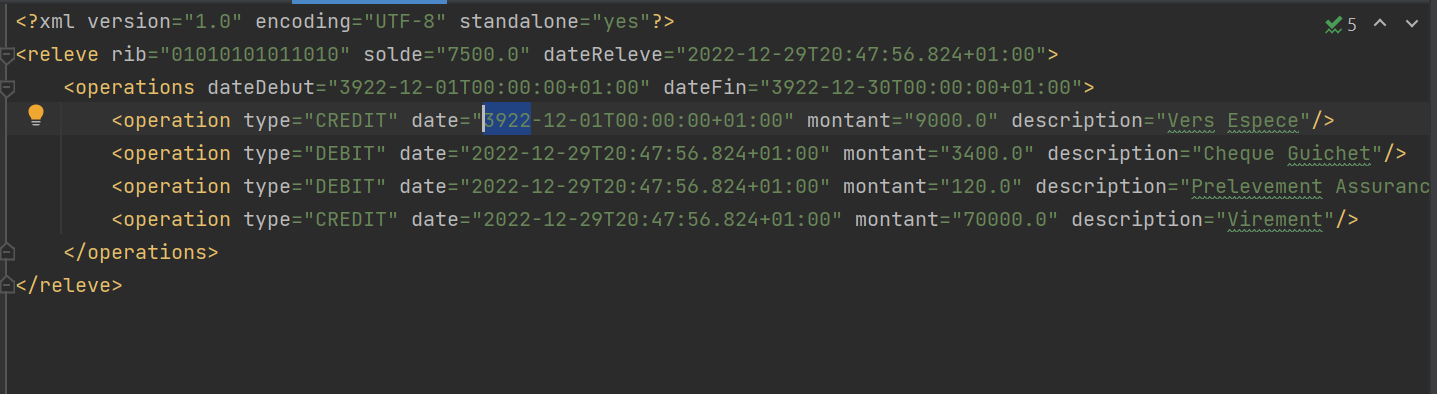 <?xml version="1.0" encoding="UTF-8" standalone="yes"?>
5
<releve rib="01010101011010" solde="7500.0" dateReleve="2022-12-29T20:47:56.824+01:00">
<operations dateDebut="3922-12-01T00:00:00+01:00" dateFin="3922-12-30T00:00:00+01:00">
<operation type="CREDIT" date="3922-12-01T00:00:00+01:00" montant="9000.0" description="Vers Espece"/>
<operation type="DEBIT" date="2022-12-29T20:47:56.824+01:00" montant="3400.0" description="Cheque Guichet"/>
<operation type="DEBIT" date="2022-12-29T20:47:56.824+01:00" montant="120.0" description="Prelevement Assuranc
<operation type="CREDIT" date="2022-12-29T20:47:56.824+01:00" montant="70000.0" description="Virement"/>
</operations>
</releve>